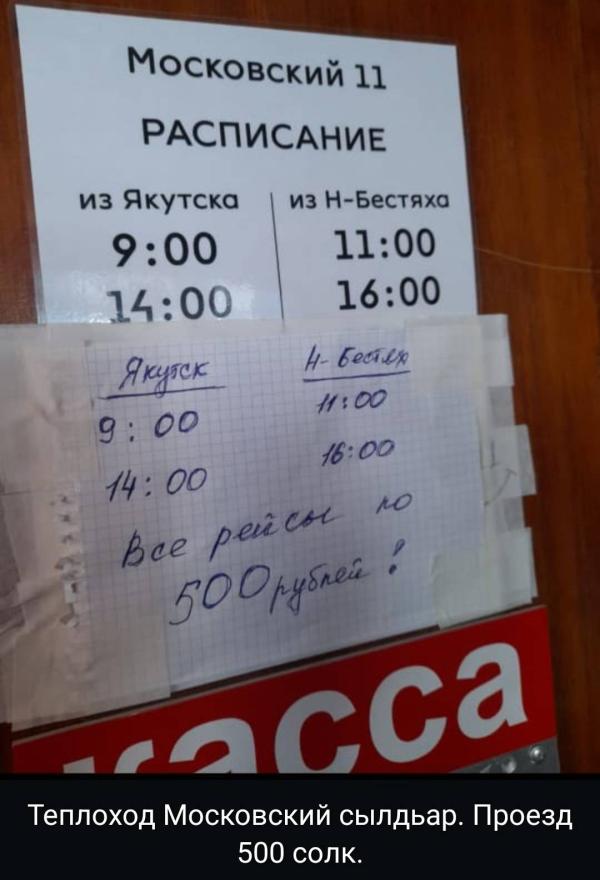 Московский 11
РАСПИСАНИЕ
из Якутска
из Н-Бестяха
9:00
11:00
14:00
16:00
Якутск
Н-Бестях
9:00
11:00
14:00
16:00
Все рейсы по
500 рублей!
касса
Теплоход Московский сылдьар. Проезд
500 солк.